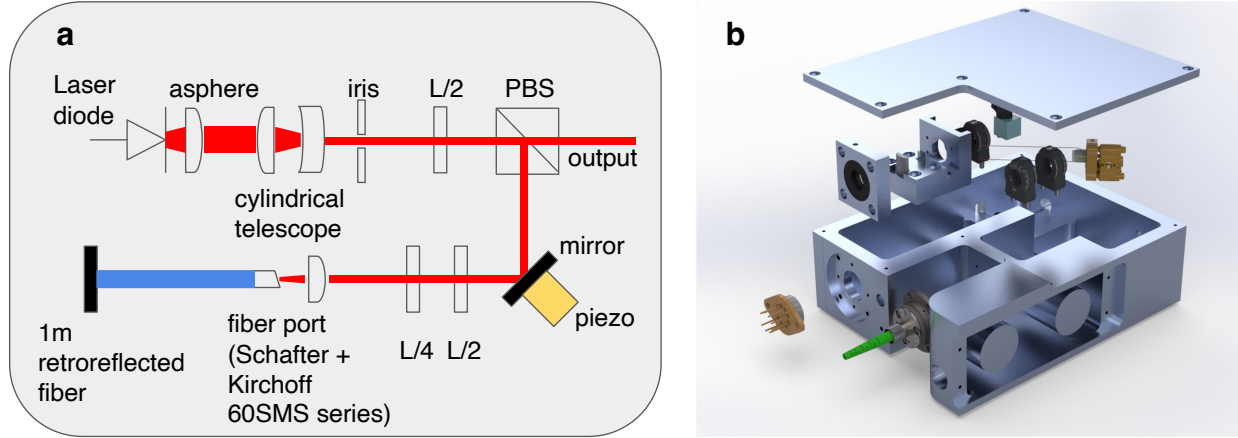 a
Laser
diode
asphere
iris
L/2
PBS
output
cylindrical
telescope
mirror
piezo
1m
retroreflected
fiber
fiber port
(Schafter +
Kirchoff
60SMS series)
L/4
L/2
b